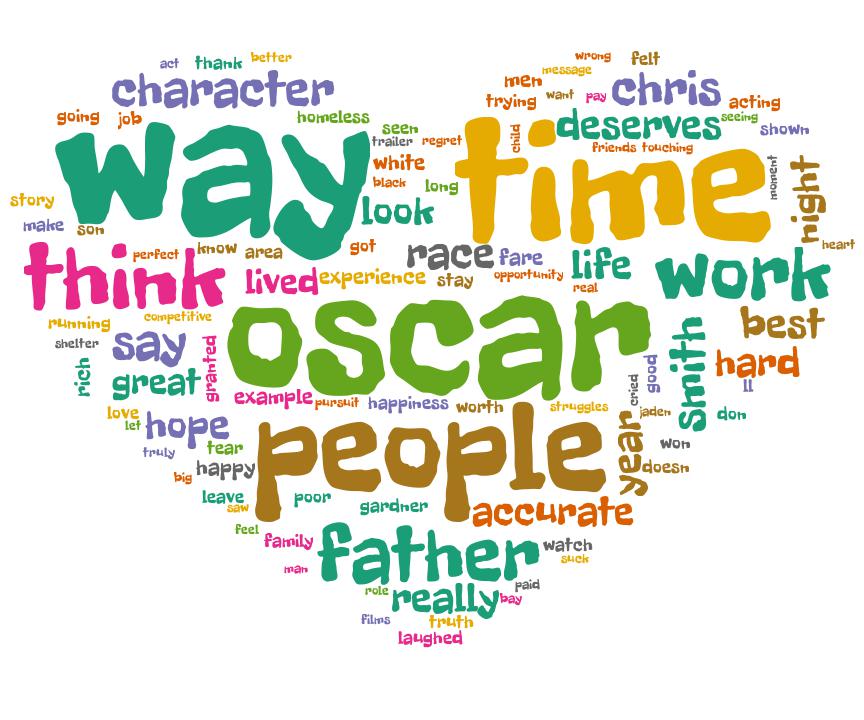 act thank better
wrong felt
message
character
men
want
pay
chris
trying
acting
going
job
homeless
deserves
seeing
shown
way
time
seen
trailer
regret
child
friends
touching
white
black
long
look
moment
night
story
make
son
heart
think
perfect
know
area
got
race
fare
life
work
lived
experience
stay
opportunity
real
running
competitive
oscar
best
shelter
say
granted
smith
hard
rich
great
good
ll
cried
example
pursuit
happiness
worth
struggles
jaden
don
love
let
hope
people
year
won
truly
tear
doesn
big
happy
leave
saw
poor
gardner
accurate
feel
family
father
watch
suck
man
role
really
paid
bay
films
truth
laughed